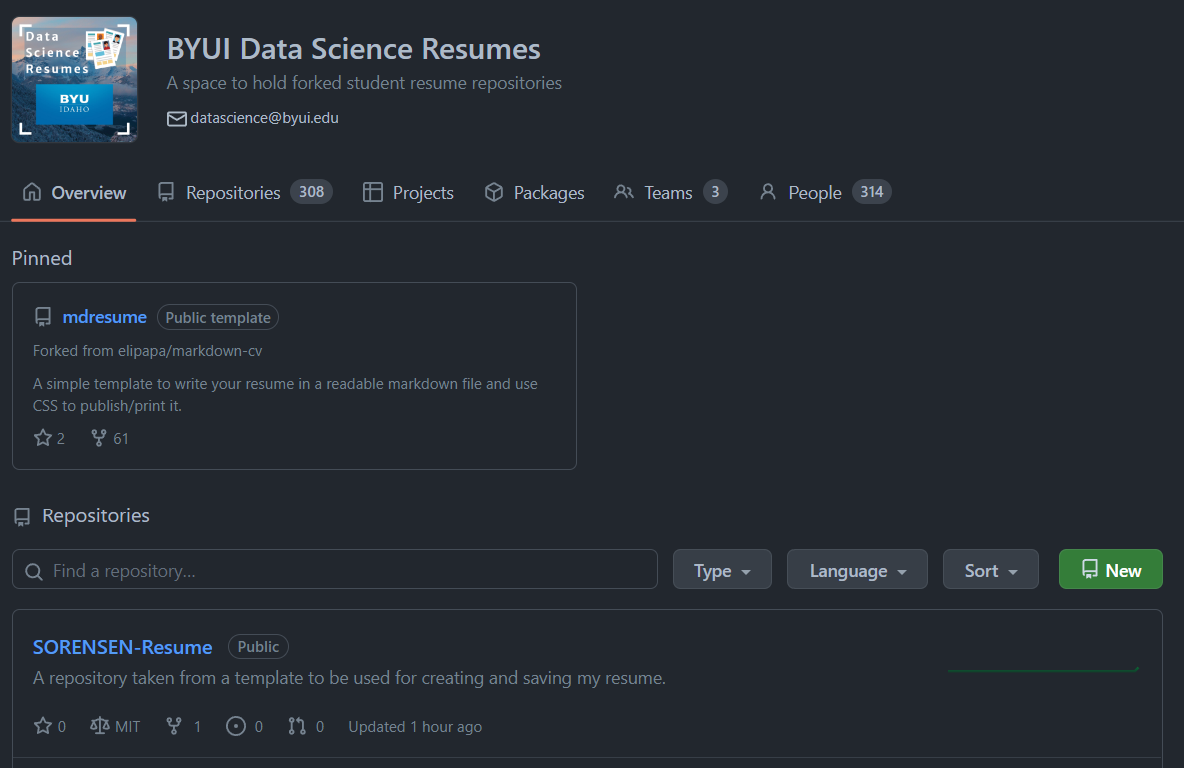 Data
Science
Resumes
BYU
IDAHO
BYUI Data Science Resumes
A space to hold forked student resume repositories
datascience@byui.edu
Overview Repositories 308 Projects Packages Teams 3 People 314
Pinned
mdresume Public template
Forked from elipapa/markdown-cv
A simple template to write your resume in a readable markdown file and use
CSS to publish/print it.
2 61
Repositories
Find a repository... Type Language Sort New
SORENSEN-Resume Public
A repository taken from a template to be used for creating and saving my resume.
0 MIT 1 0 0 Updated 1 hour ago